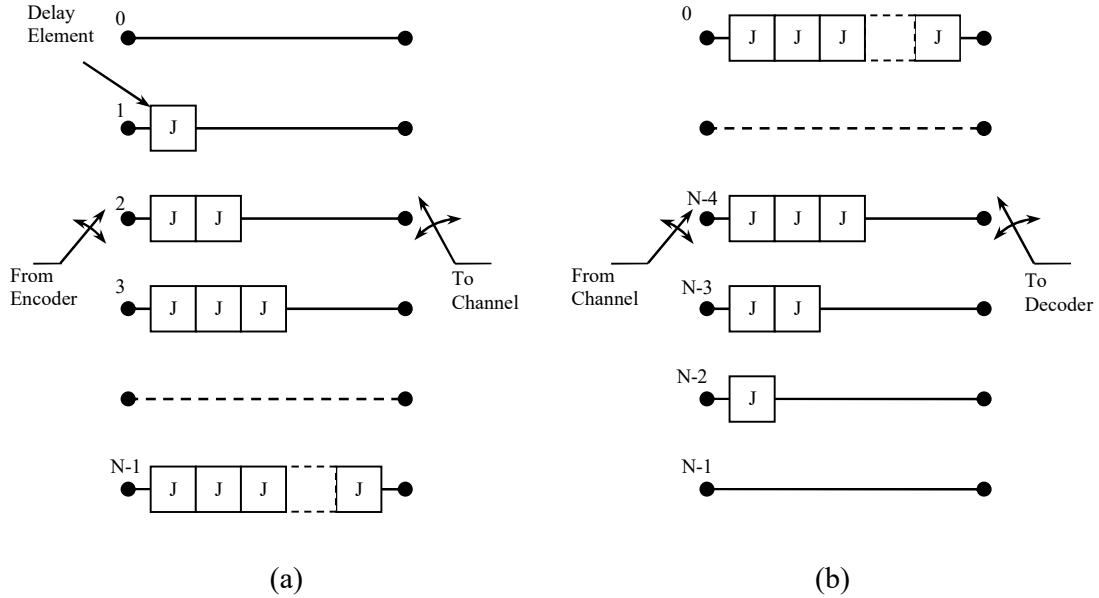 Delay
Element
0
1
J
2
J J
From
Encoder
To
Channel
3
J J J
N-1
J J J J
(a)
0
J J J J
N-4
J J J
From
Channel
To
Decoder
N-3
J J
N-2
J
N-1
(b)